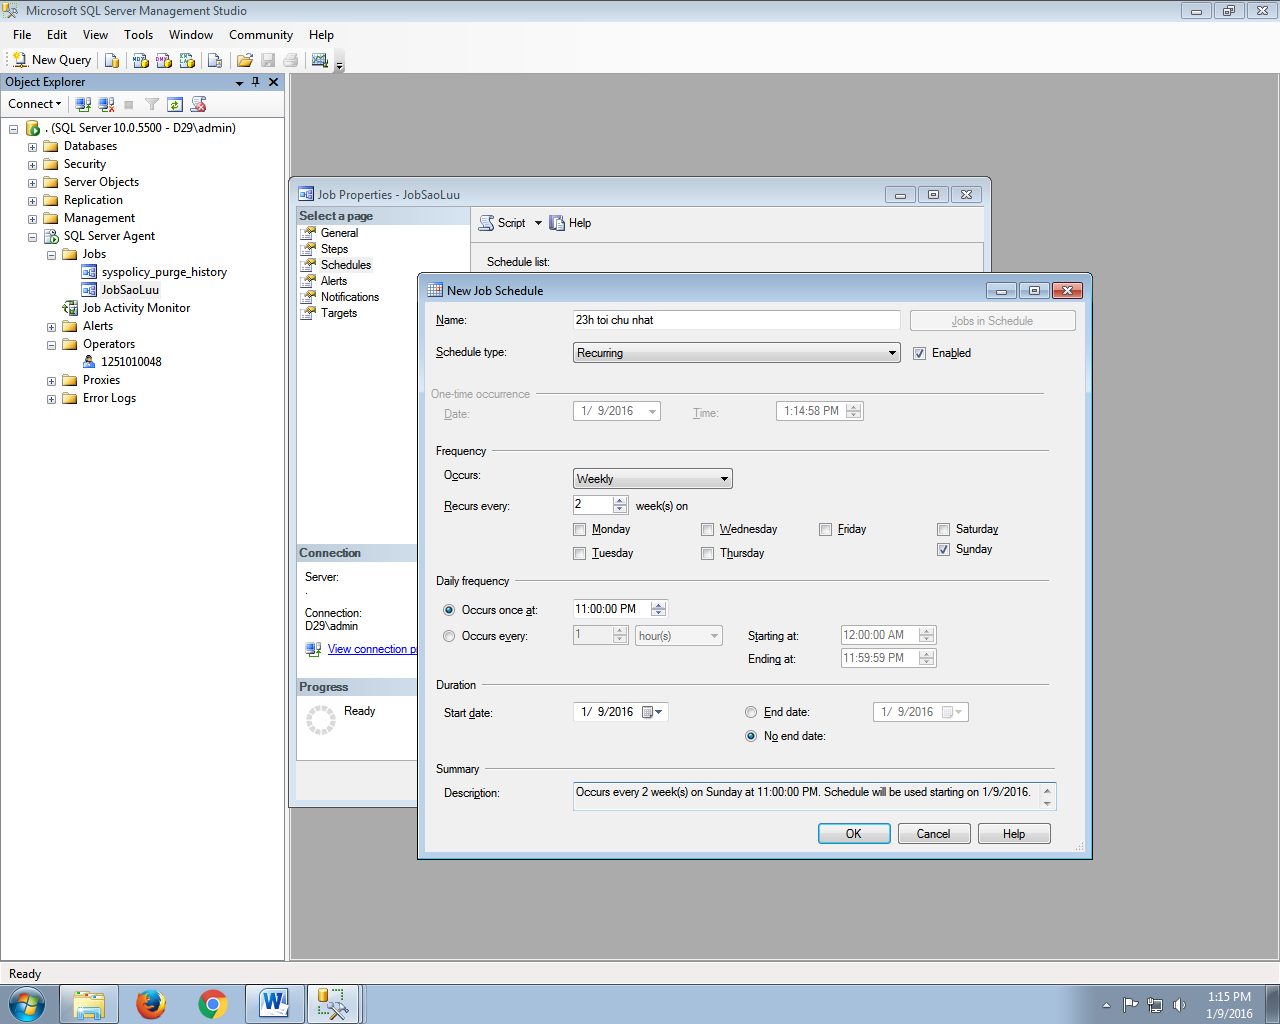 Microsoft SQL Server Management Studio
File Edit View Tools Window Community Help
New Query
Object Explorer
Connect
. (SQL Server 10.0.5500 - D29\admin)
Databases
Security
Server Objects
Replication
Management
SQL Server Agent
Jobs
syspolicy_purge_history
JobSaoLuu
Job Activity Monitor
Alerts
Operators
1251010048
Proxies
Error Logs
Job Properties - JobSaoLuu
Select a page
General
Steps
Schedules
Alerts
Notifications
Targets
Script Help
Schedule list:
Connection
Server:
.
Connection:
D29\admin
View connection p
Progress
Ready
New Job Schedule
Name: 23h toi chu nhat Jobs in Schedule
Schedule type: Recurring Enabled
One-time occurrence
Date: 1/ 9/2016 Time: 1:14:58 PM
Frequency
Occurs: Weekly
Recurs every: 2 week(s) on
Monday Wednesday Friday Saturday
Tuesday Thursday Sunday
Daily frequency
Occurs once at: 11:00:00 PM
Occurs every: 1 hour(s) Starting at: 12:00:00 AM
Ending at: 11:59:59 PM
Duration
Start date: 1/ 9/2016 End date: 1/ 9/2016
No end date:
Summary
Description: Occurs every 2 week(s) on Sunday at 11:00:00 PM. Schedule will be used starting on 1/9/2016.
OK Cancel Help
Ready
1:15 PM
1/9/2016